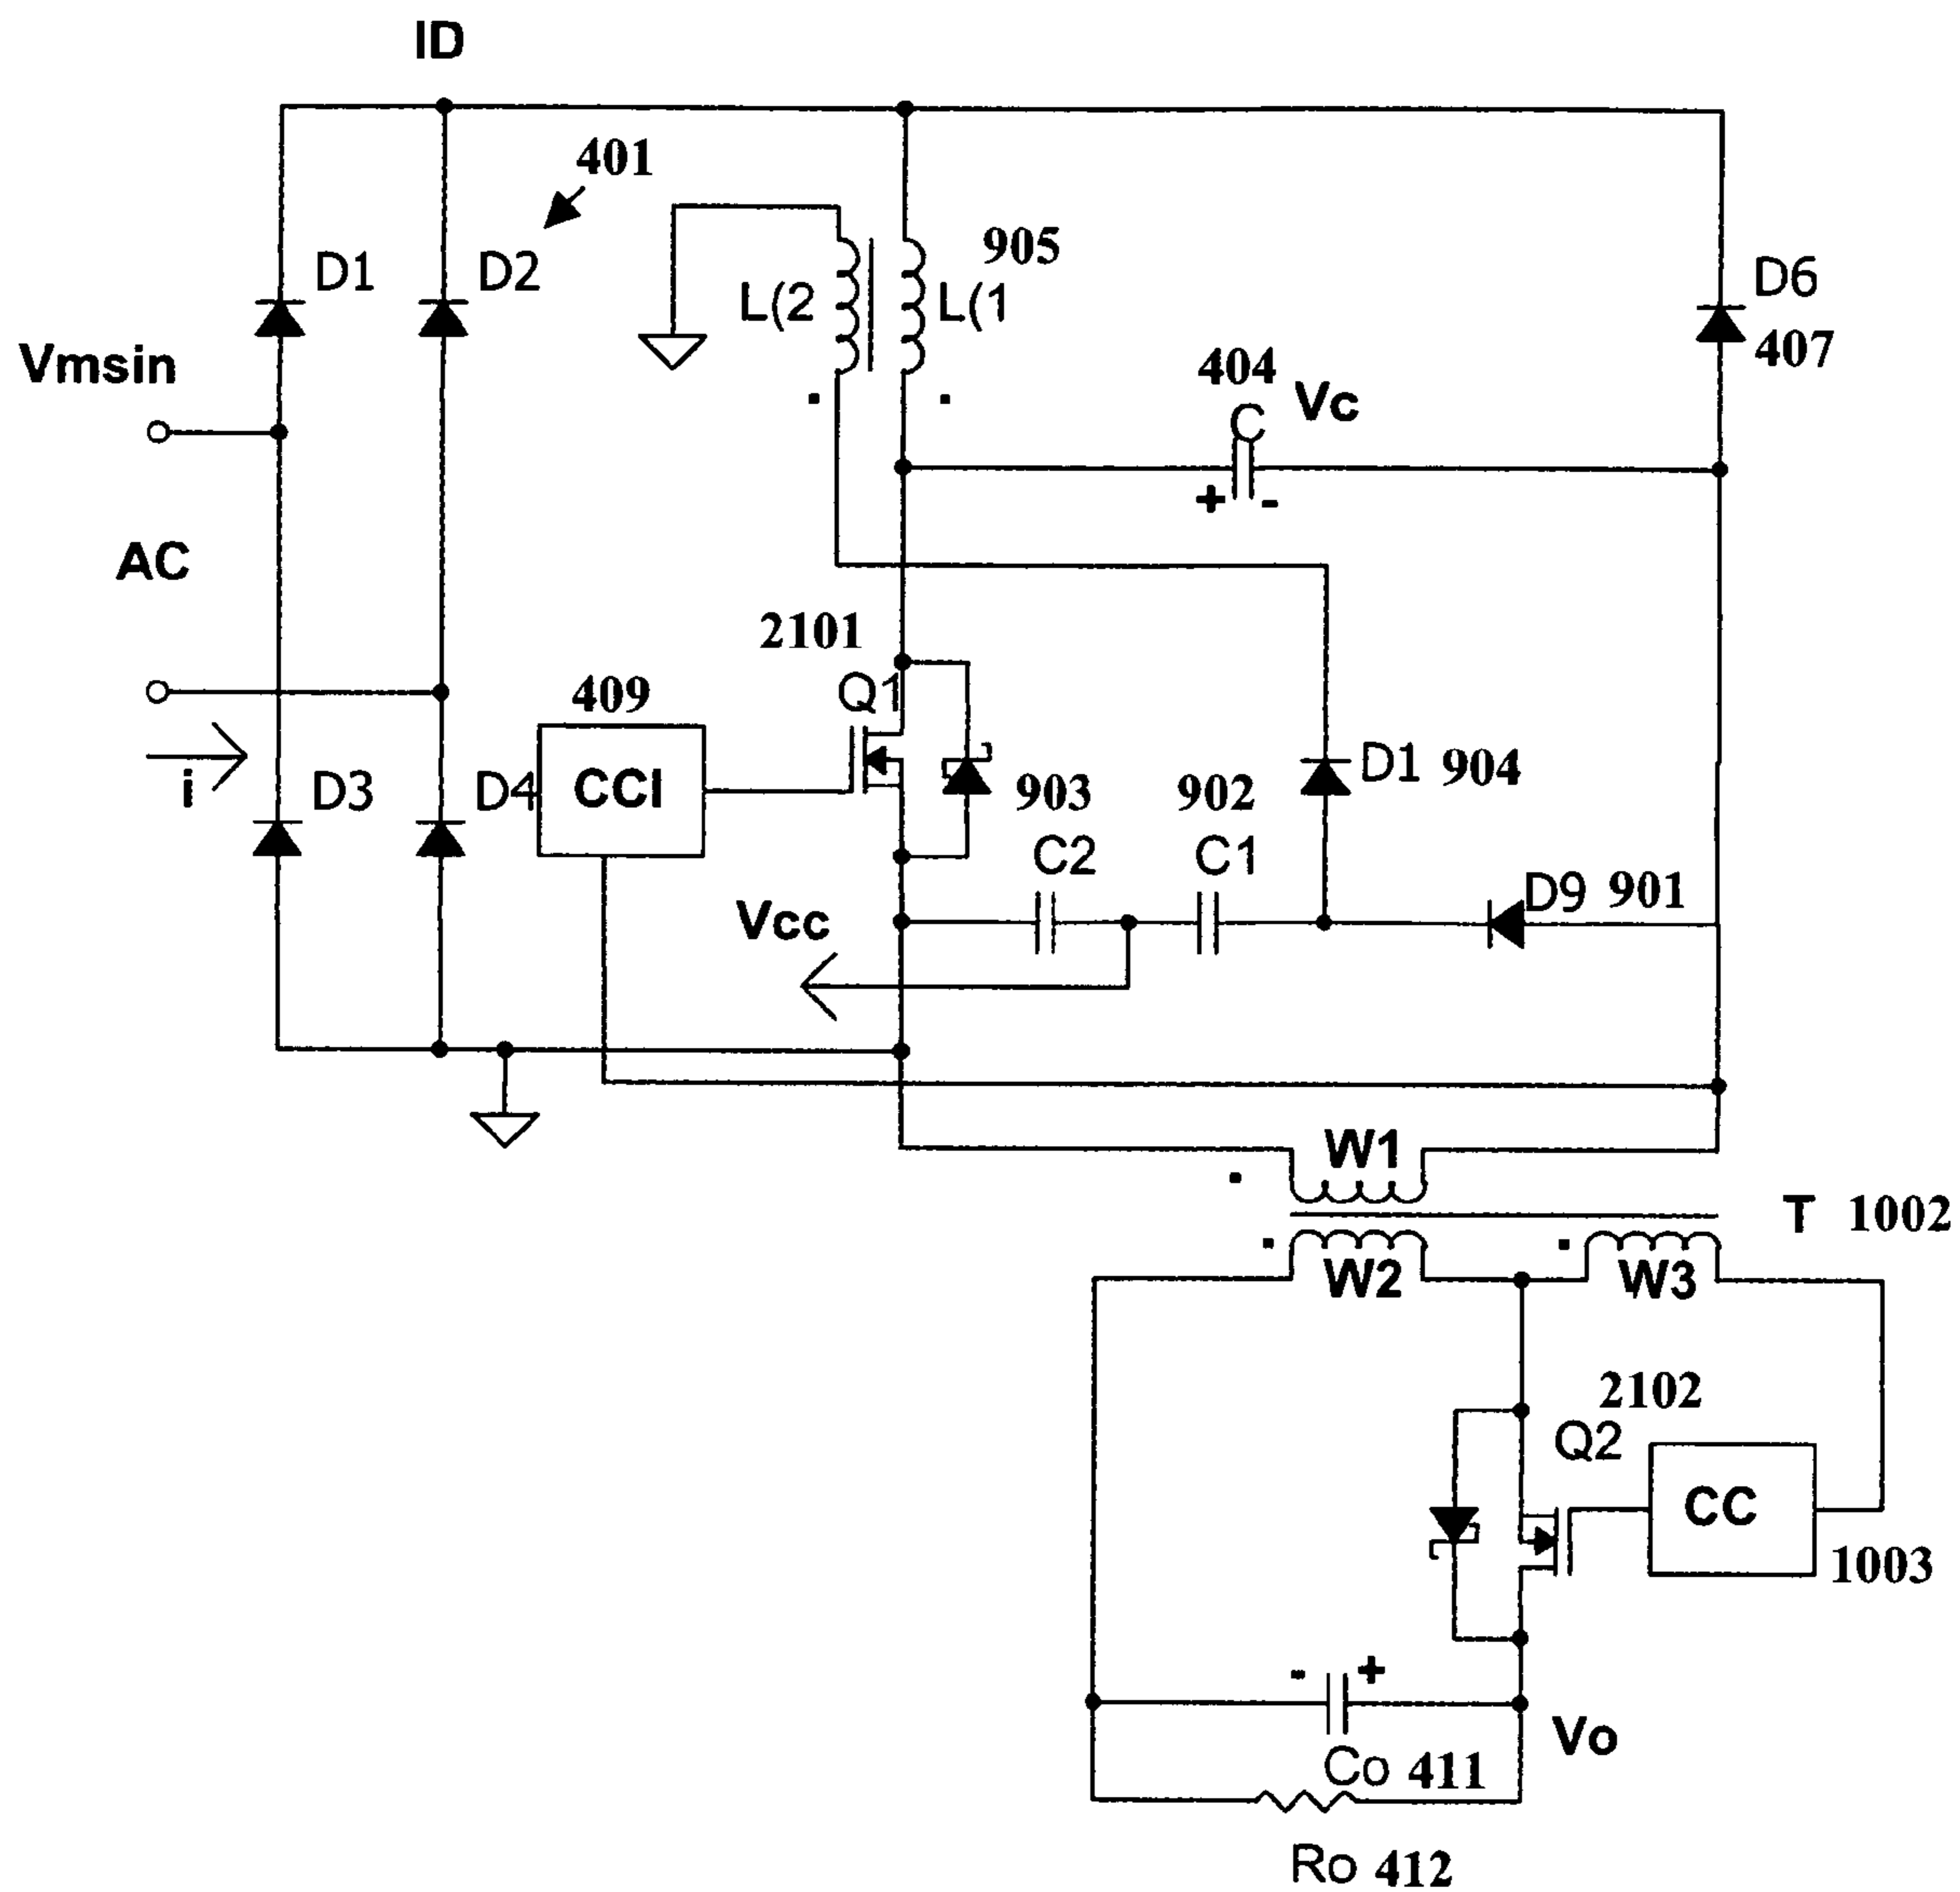 ID
401
D1
D2
905
L(2
L(1
D6
407
Vmsin
404
Vc
C
+
-
AC
2101
Q1
409
CCI
i
D3
D4
903
902
D1 904
C2
C1
D9 901
Vcc
W1
T 1002
W2
W3
2102
Q2
CC
1003
- +
Vo
Co 411
Ro 412